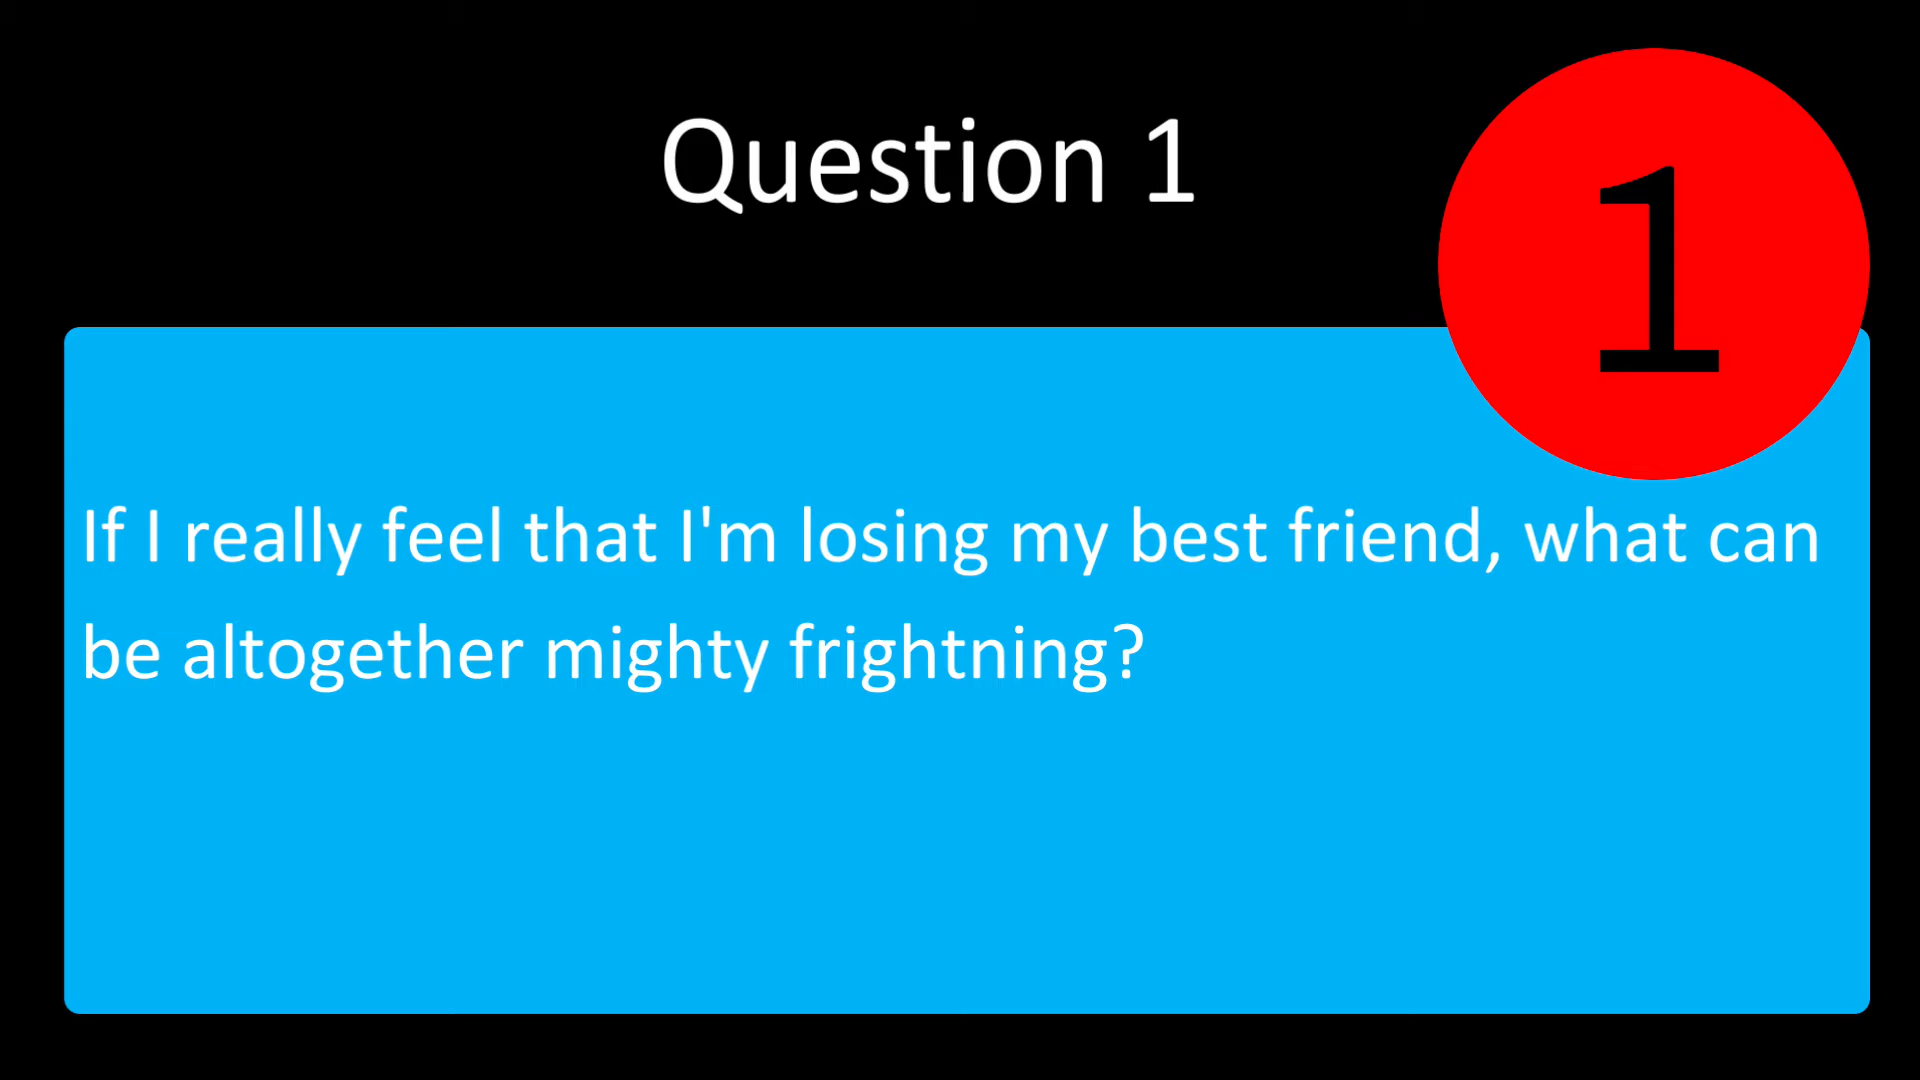 Question 1
1
If I really feel that I'm losing my best friend, what can
be altogether mighty frightning?